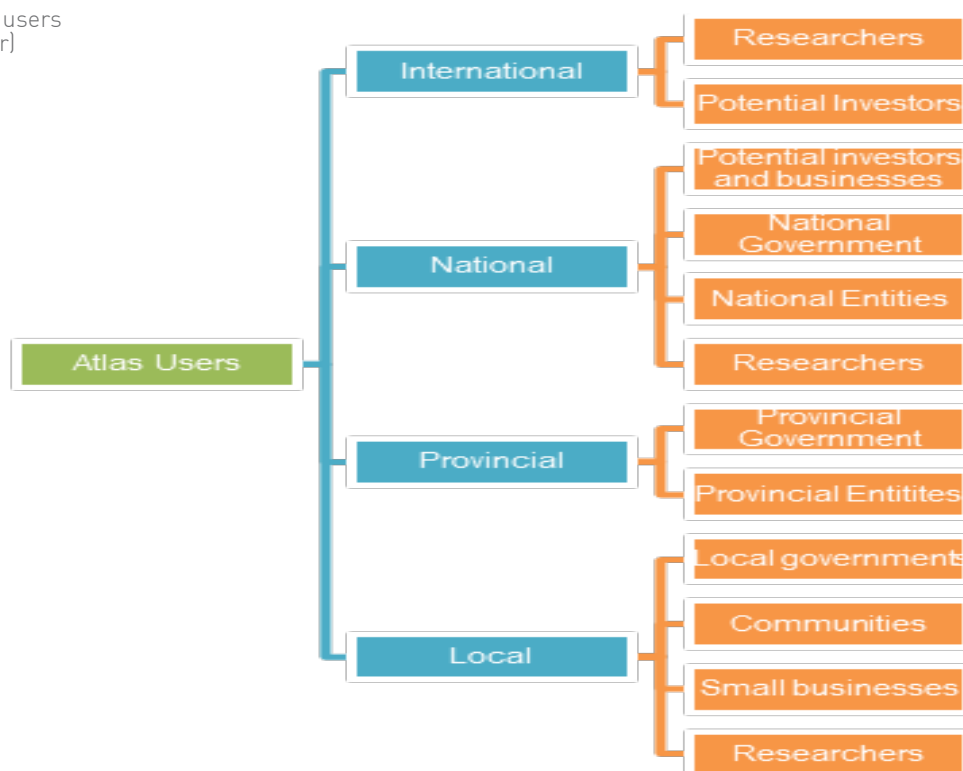 users
r)
Researchers
International
Potential Investors
Potential investors
and businesses
National
Government
National
National Entities
Atlas Users
Researchers
Provincial
Government
Provincial
Provincial Entitites
Local governments
Communities
Local
Small businesses
Researchers